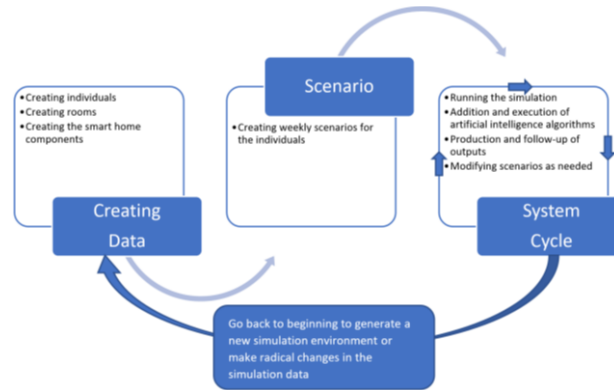 •Creating individuals
•Creating rooms
•Creating the smart home
components
Creating
Data
Scenario
•Creating weekly scenarios for
the individuals
•Running the simulation
•Addition and execution of
artificial intelligence algorithms
•Production and follow-up of
outputs
•Modifying scenarios as needed
System
Cycle
Go back to beginning to generate a
new simulation environment or
make radical changes in the
simulation data